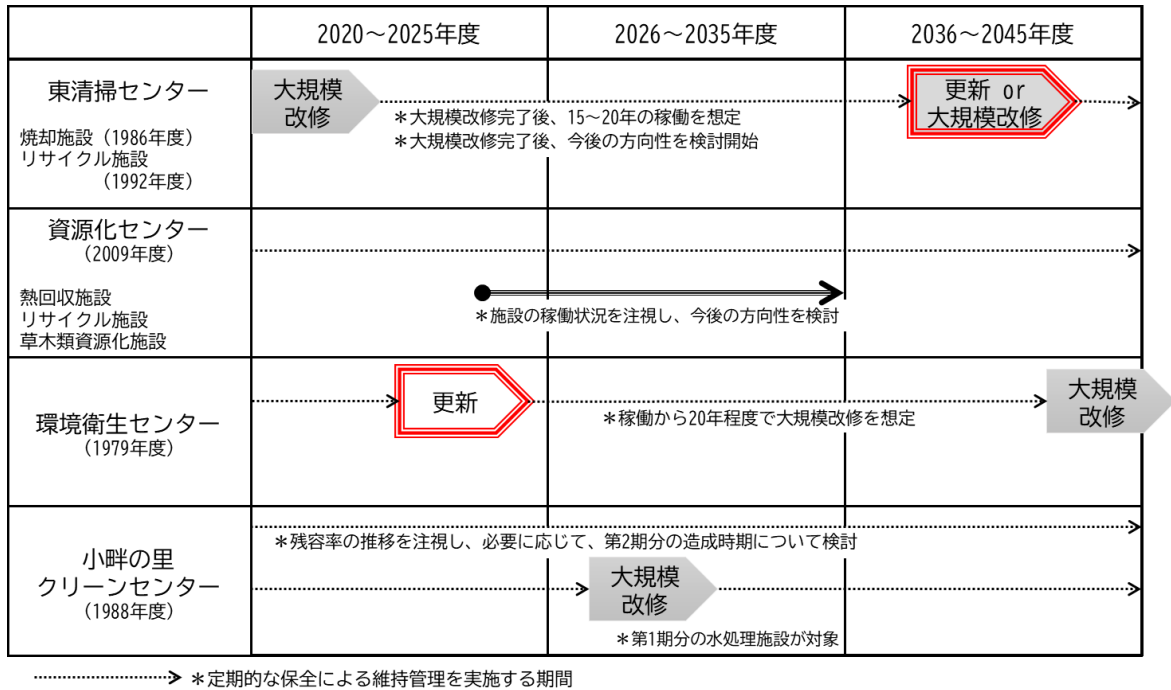 2020～2025年度
2026～2035年度
2036～2045年度
東清掃センター
焼却施設（1986年度）
リサイクル施設
（1992年度）
大規模
改修
＊大規模改修完了後、15～20年の稼働を想定
＊大規模改修完了後、今後の方向性を検討開始
更新 or
大規模改修
資源化センター
（2009年度）
熱回収施設
リサイクル施設
草木類資源化施設
＊施設の稼働状況を注視し、今後の方向性を検討
環境衛生センター
（1979年度）
更新
＊稼働から20年程度で大規模改修を想定
大規模
改修
小畔の里
クリーンセンター
（1988年度）
＊残容率の推移を注視し、必要に応じて、第2期分の造成時期について検討
大規模
改修
＊第1期分の水処理施設が対象
＊定期的な保全による維持管理を実施する期間